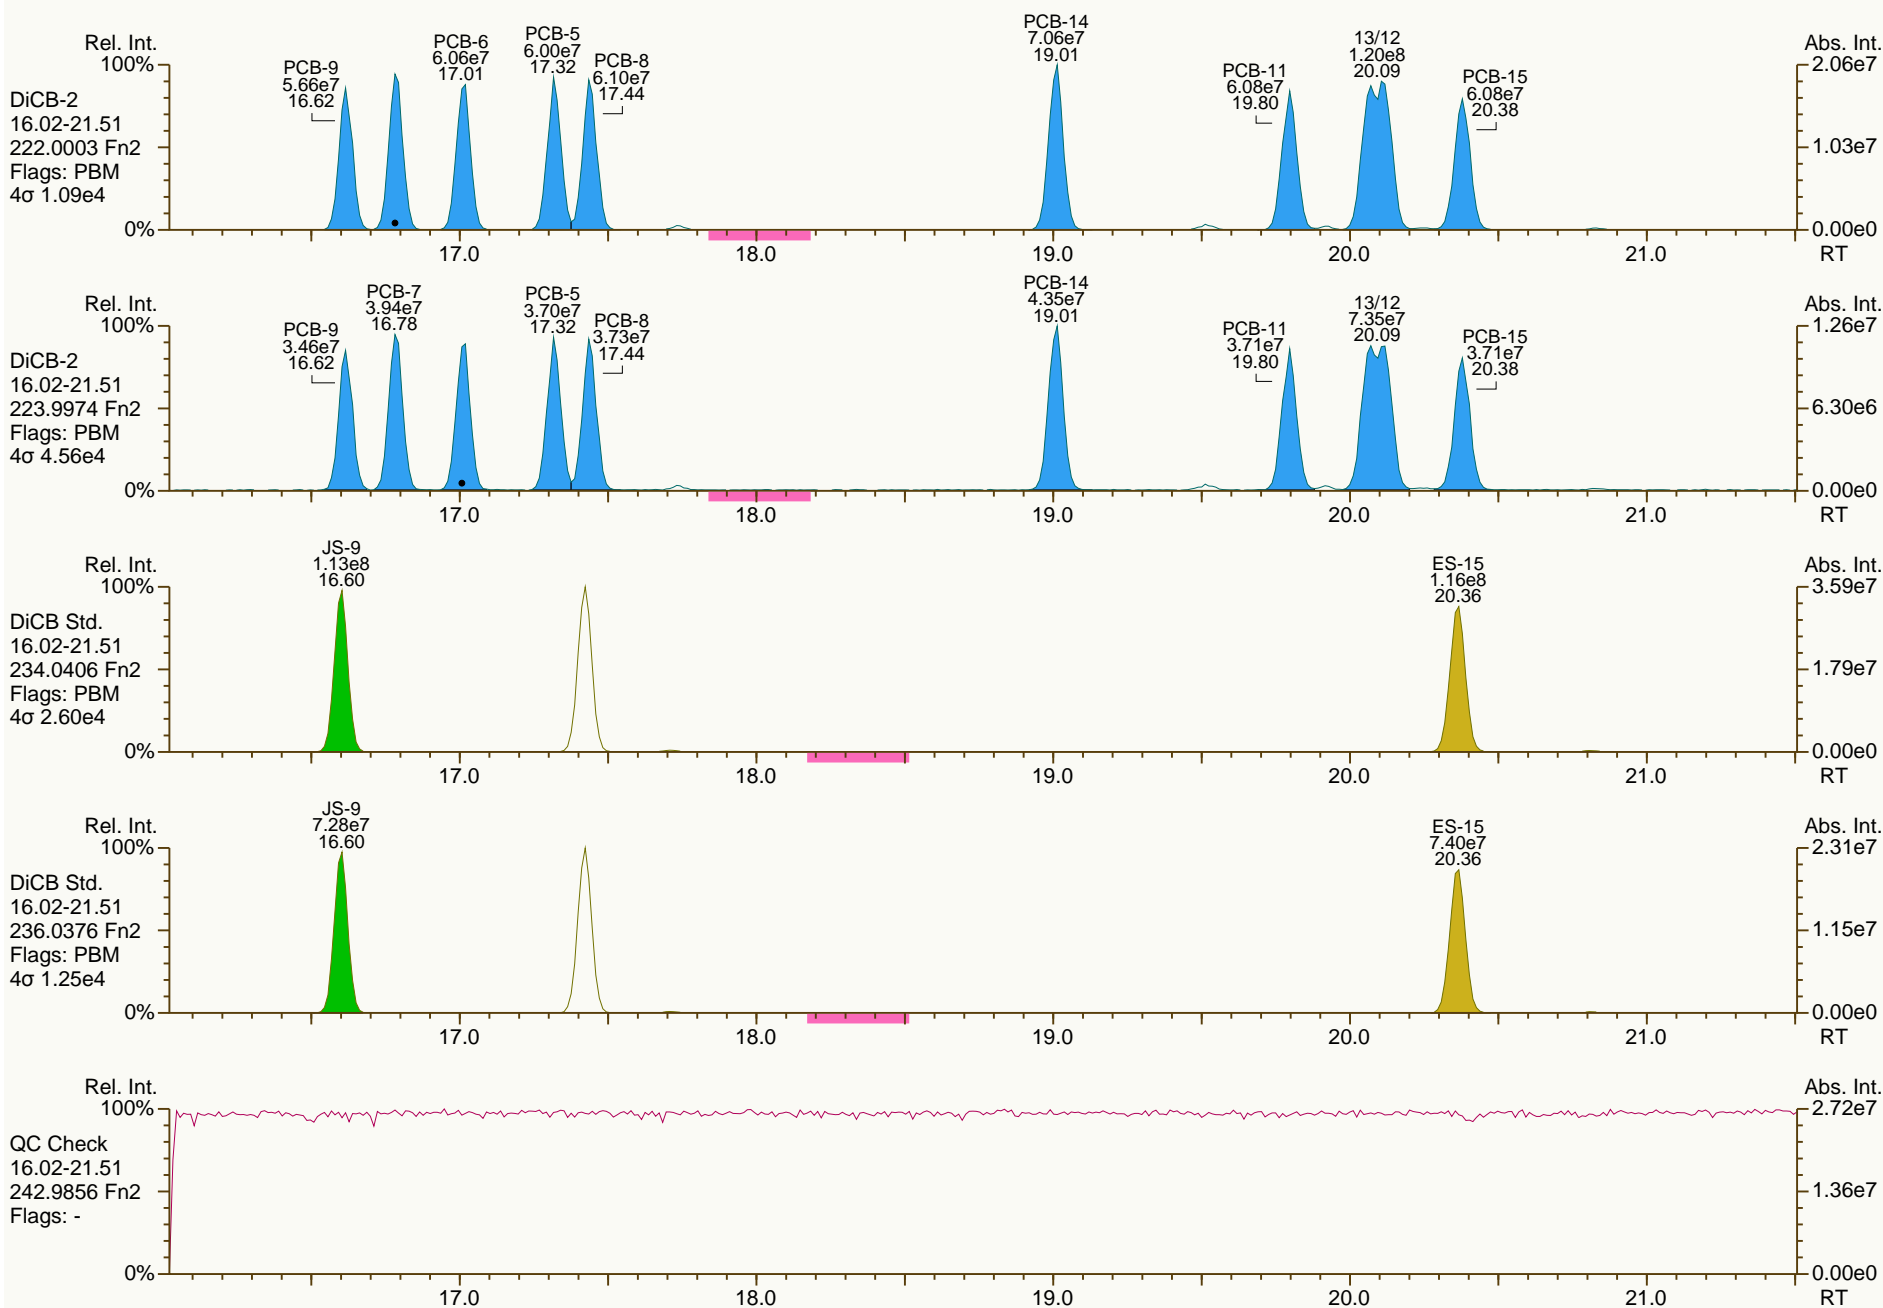 Rel. Int.
100%
0%
DiCB-2
16.02-21.51
222.0003 Fn2
Flags: PBM
4σ 1.09e4
PCB-9
5.66e7
16.62
PCB-6
6.06e7
17.01
PCB-5
6.00e7
17.32
PCB-8
6.10e7
17.44
PCB-14
7.06e7
19.01
PCB-11
6.08e7
19.80
13/12
1.20e8
20.09
PCB-15
6.08e7
20.38
Abs. Int.
2.06e7
1.03e7
0.00e0
17.0 18.0 19.0 20.0 21.0 RT
Rel. Int.
100%
0%
DiCB-2
16.02-21.51
223.9974 Fn2
Flags: PBM
4σ 4.56e4
PCB-9
3.46e7
16.62
PCB-7
3.94e7
16.78
PCB-5
3.70e7
17.32
PCB-8
3.73e7
17.44
PCB-14
4.35e7
19.01
PCB-11
3.71e7
19.80
13/12
7.35e7
20.09
PCB-15
3.71e7
20.38
Abs. Int.
1.26e7
6.30e6
0.00e0
17.0 18.0 19.0 20.0 21.0 RT
Rel. Int.
100%
0%
DiCB Std.
16.02-21.51
234.0406 Fn2
Flags: PBM
4σ 2.60e4
JS-9
1.13e8
16.60
ES-15
1.16e8
20.36
Abs. Int.
3.59e7
1.79e7
0.00e0
17.0 18.0 19.0 20.0 21.0 RT
Rel. Int.
100%
0%
DiCB Std.
16.02-21.51
236.0376 Fn2
Flags: PBM
4σ 1.25e4
JS-9
7.28e7
16.60
ES-15
7.40e7
20.36
Abs. Int.
2.31e7
1.15e7
0.00e0
17.0 18.0 19.0 20.0 21.0 RT
Rel. Int.
100%
0%
QC Check
16.02-21.51
242.9856 Fn2
Flags: -
Abs. Int.
2.72e7
1.36e7
0.00e0
17.0 18.0 19.0 20.0 21.0 RT